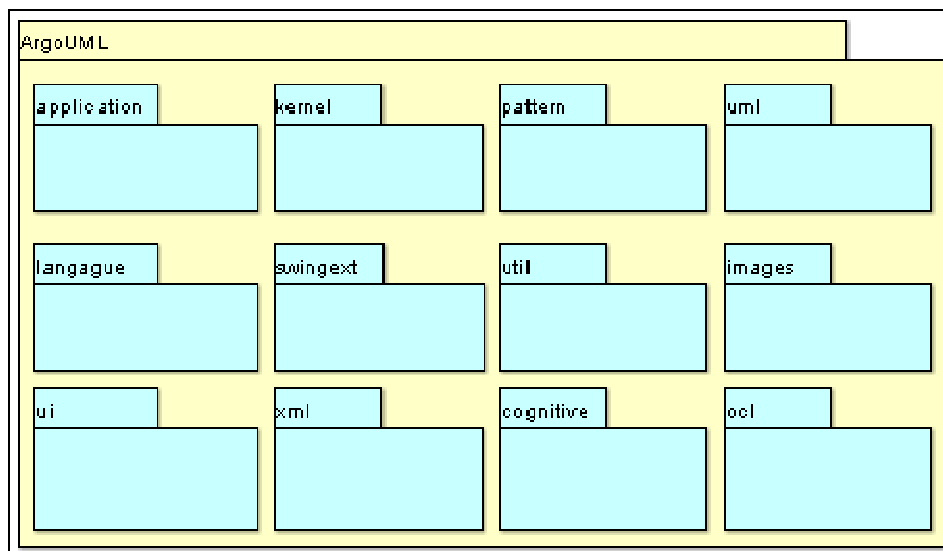 ArgoUML
application kernel pattern uml
langague swingext util images
ui xml cognitive ocl